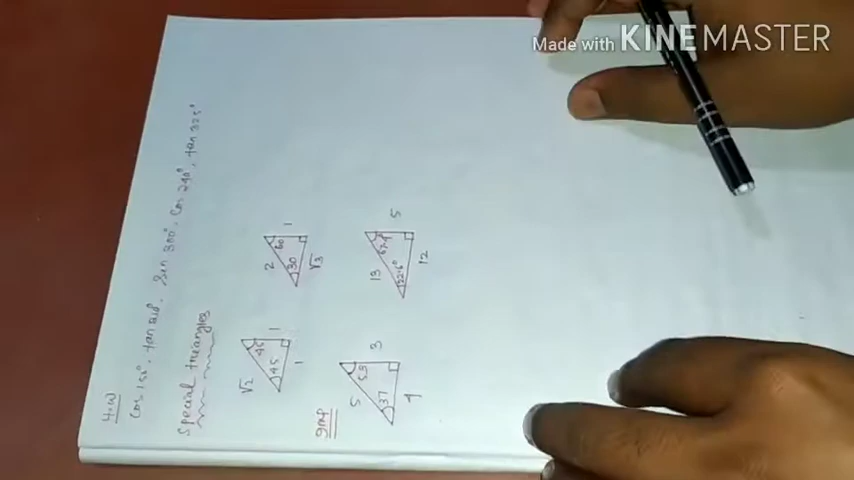 Made with KINEMASTER
H.W
cos 150°, tan 210°, sin 300°, cos 240°, tan 325°
special triangles
√2 45 45 1 1
2 60 30 1 √3
5 53 37 3 4
13 67.4° 22.6° 5 12